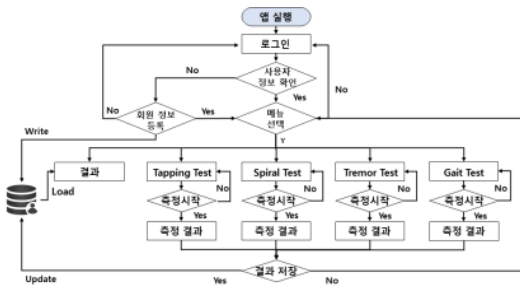 앱 실행
로그인
No
사용자
정보 확인
Yes
No
No
회원 정보
등록
Yes
메뉴
선택
Write
Y
결과
Tapping Test
Spiral Test
Tremor Test
Gait Test
Load
No
No
No
No
측정시작
측정시작
측정시작
측정시작
Yes
Yes
Yes
Yes
측정 결과
측정 결과
측정 결과
측정 결과
Update
Yes
결과 저장
No